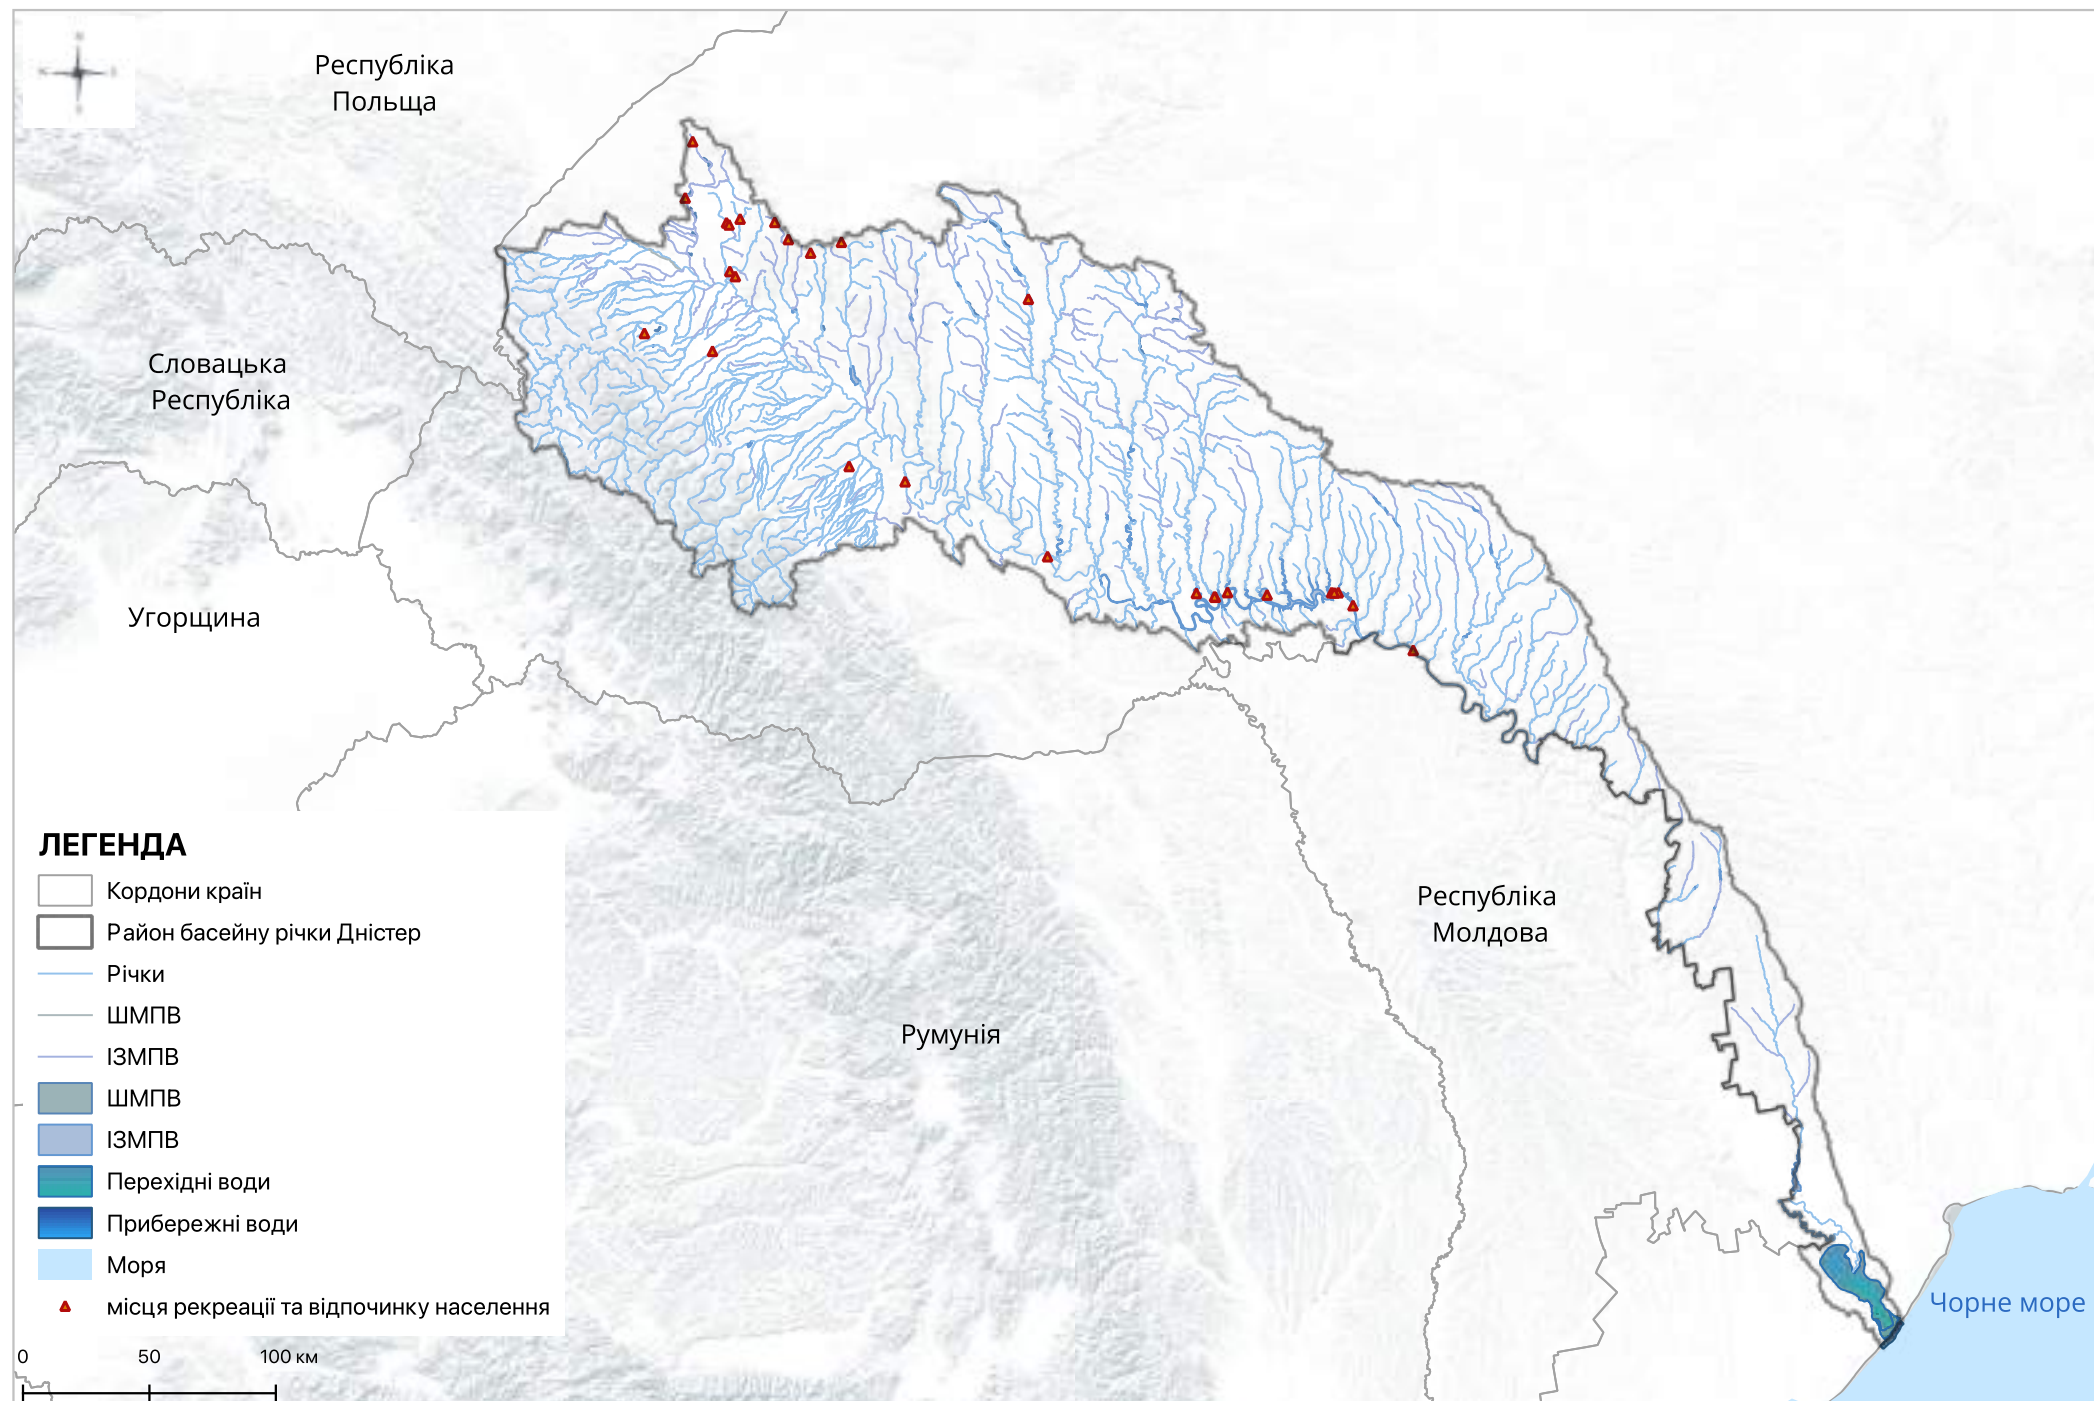 Республіка
Польща
Словацька
Республіка
Угорщина
Республіка
Молдова
Румунія
Чорне море
ЛЕГЕНДА
Кордони країн
Район басейну річки Дністер
Річки
ШМПВ
ІЗМПВ
ШМПВ
ІЗМПВ
Перехідні води
Прибережні води
Моря
місця рекреації та відпочинку населення
0 50 100 км